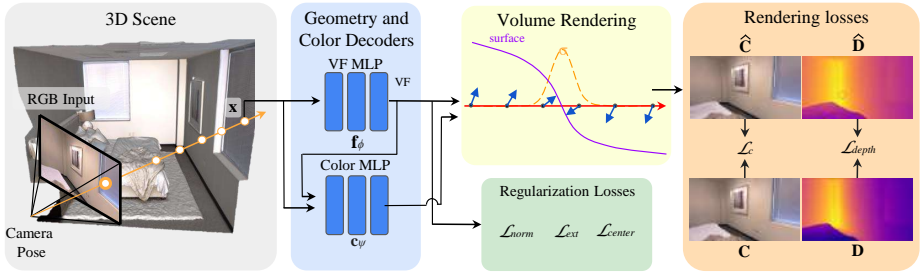 3D Scene
RGB Input
x
Camera
Pose
Geometry and
Color Decoders
VF MLP
VF
f_ϕ
Color MLP
c_ψ
Volume Rendering
surface
Regularization Losses
ℒ_norm ℒ_ext ℒ_center
Rendering losses
Ĉ D̂
ℒ_c ℒ_depth
C D